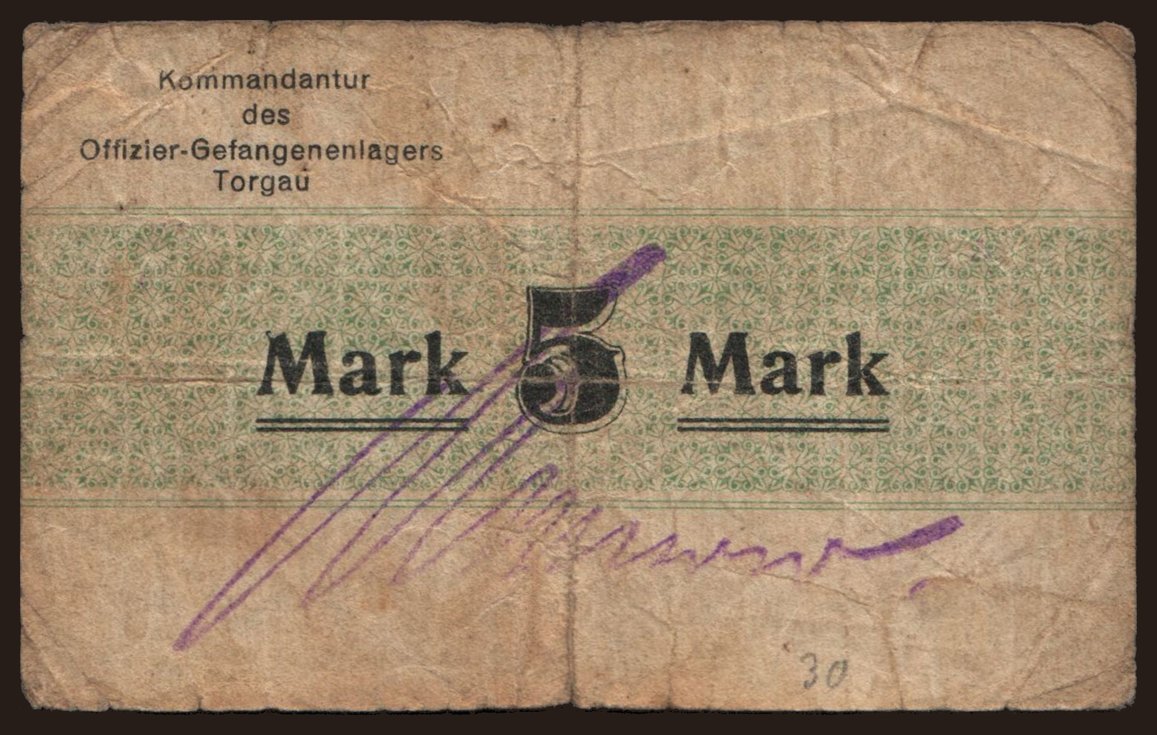 Kommandantur
des
Offizier-Gefangenenlagers
Torgau
Mark 5 Mark
30